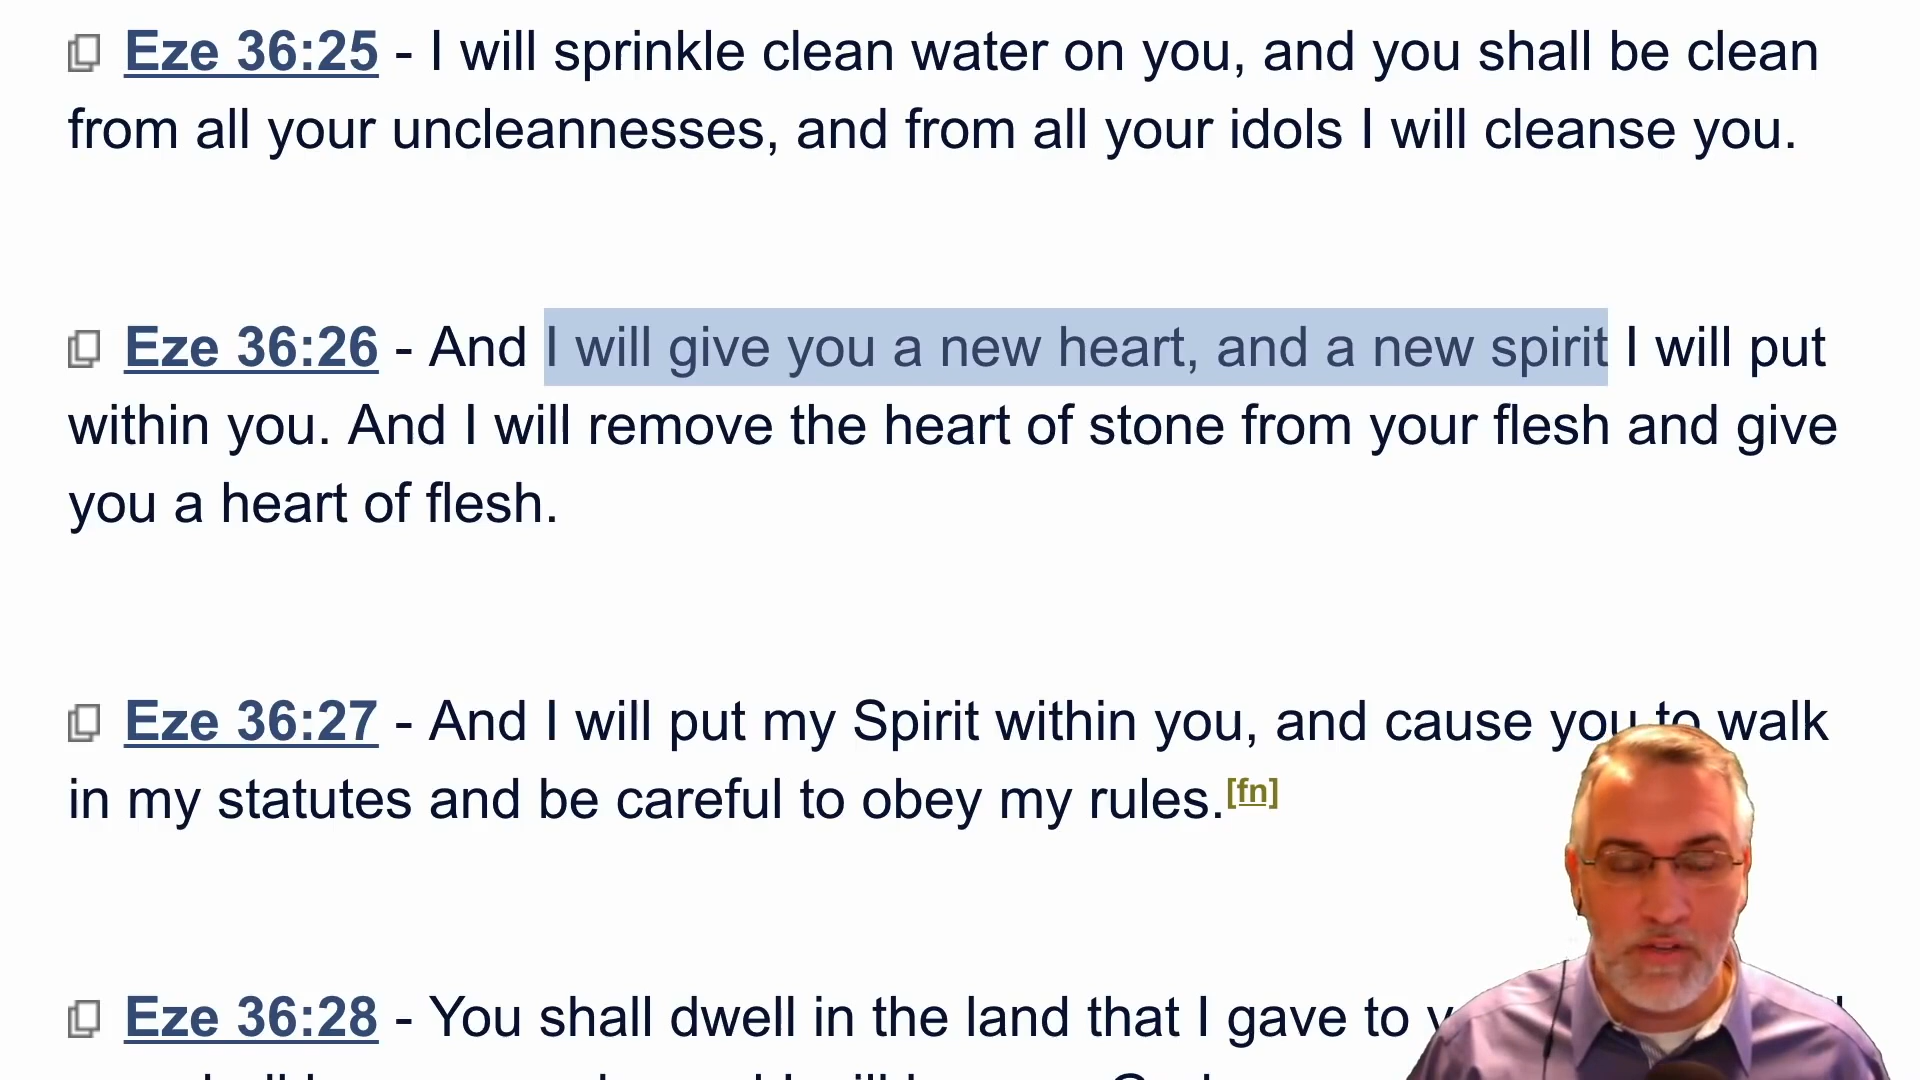 Eze 36:25 - I will sprinkle clean water on you, and you shall be clean
from all your uncleannesses, and from all your idols I will cleanse you.
Eze 36:26 - And I will give you a new heart, and a new spirit I will put
within you. And I will remove the heart of stone from your flesh and give
you a heart of flesh.
Eze 36:27 - And I will put my Spirit within you, and cause you to walk
in my statutes and be careful to obey my rules.[fn]
Eze 36:28 - You shall dwell in the land that I gave to